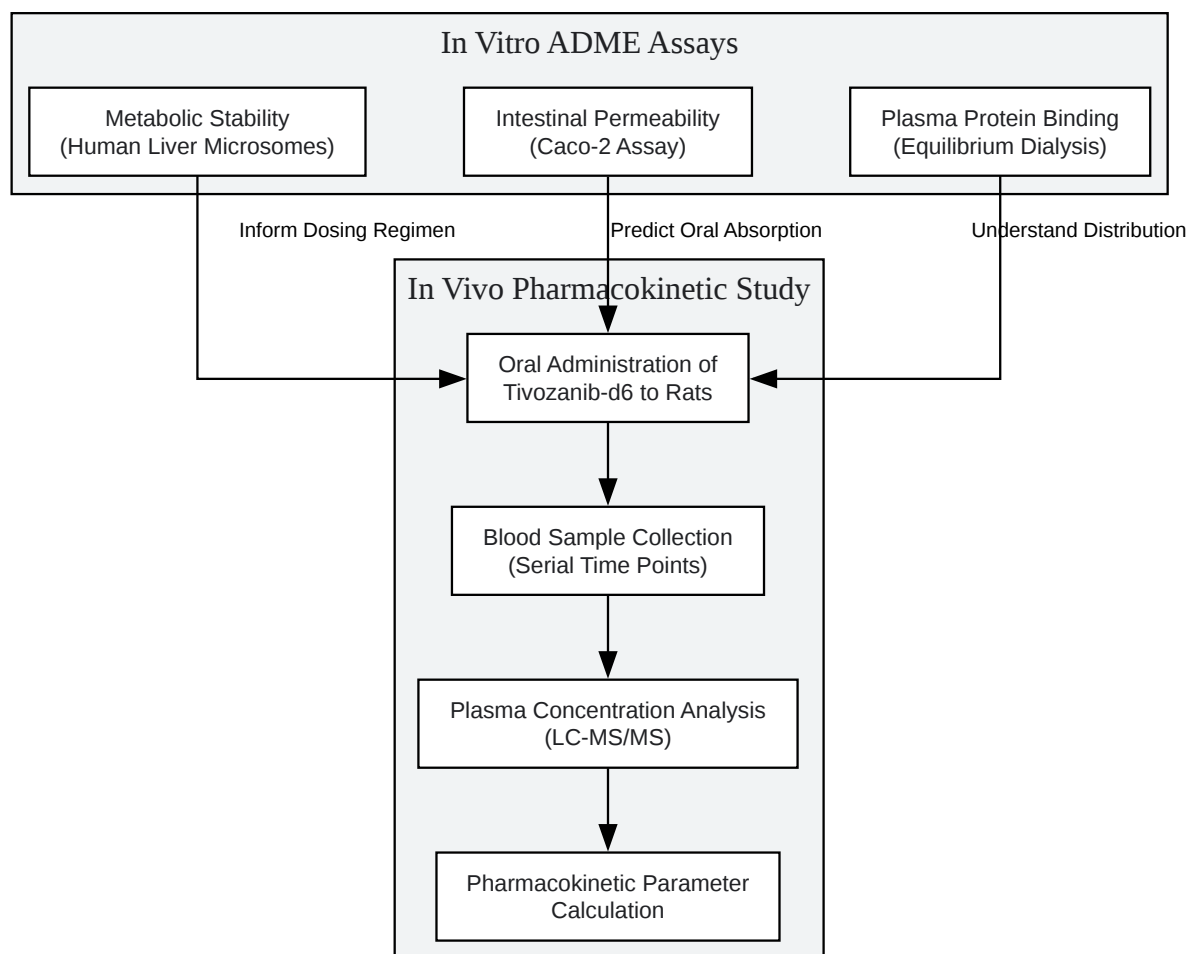 In Vitro ADME Assays
Metabolic Stability
(Human Liver Microsomes)
Intestinal Permeability
(Caco-2 Assay)
Plasma Protein Binding
(Equilibrium Dialysis)
Inform Dosing Regimen
Predict Oral Absorption
Understand Distribution
In Vivo Pharmacokinetic Study
Oral Administration of
Tivozanib-d6 to Rats
Blood Sample Collection
(Serial Time Points)
Plasma Concentration Analysis
(LC-MS/MS)
Pharmacokinetic Parameter
Calculation